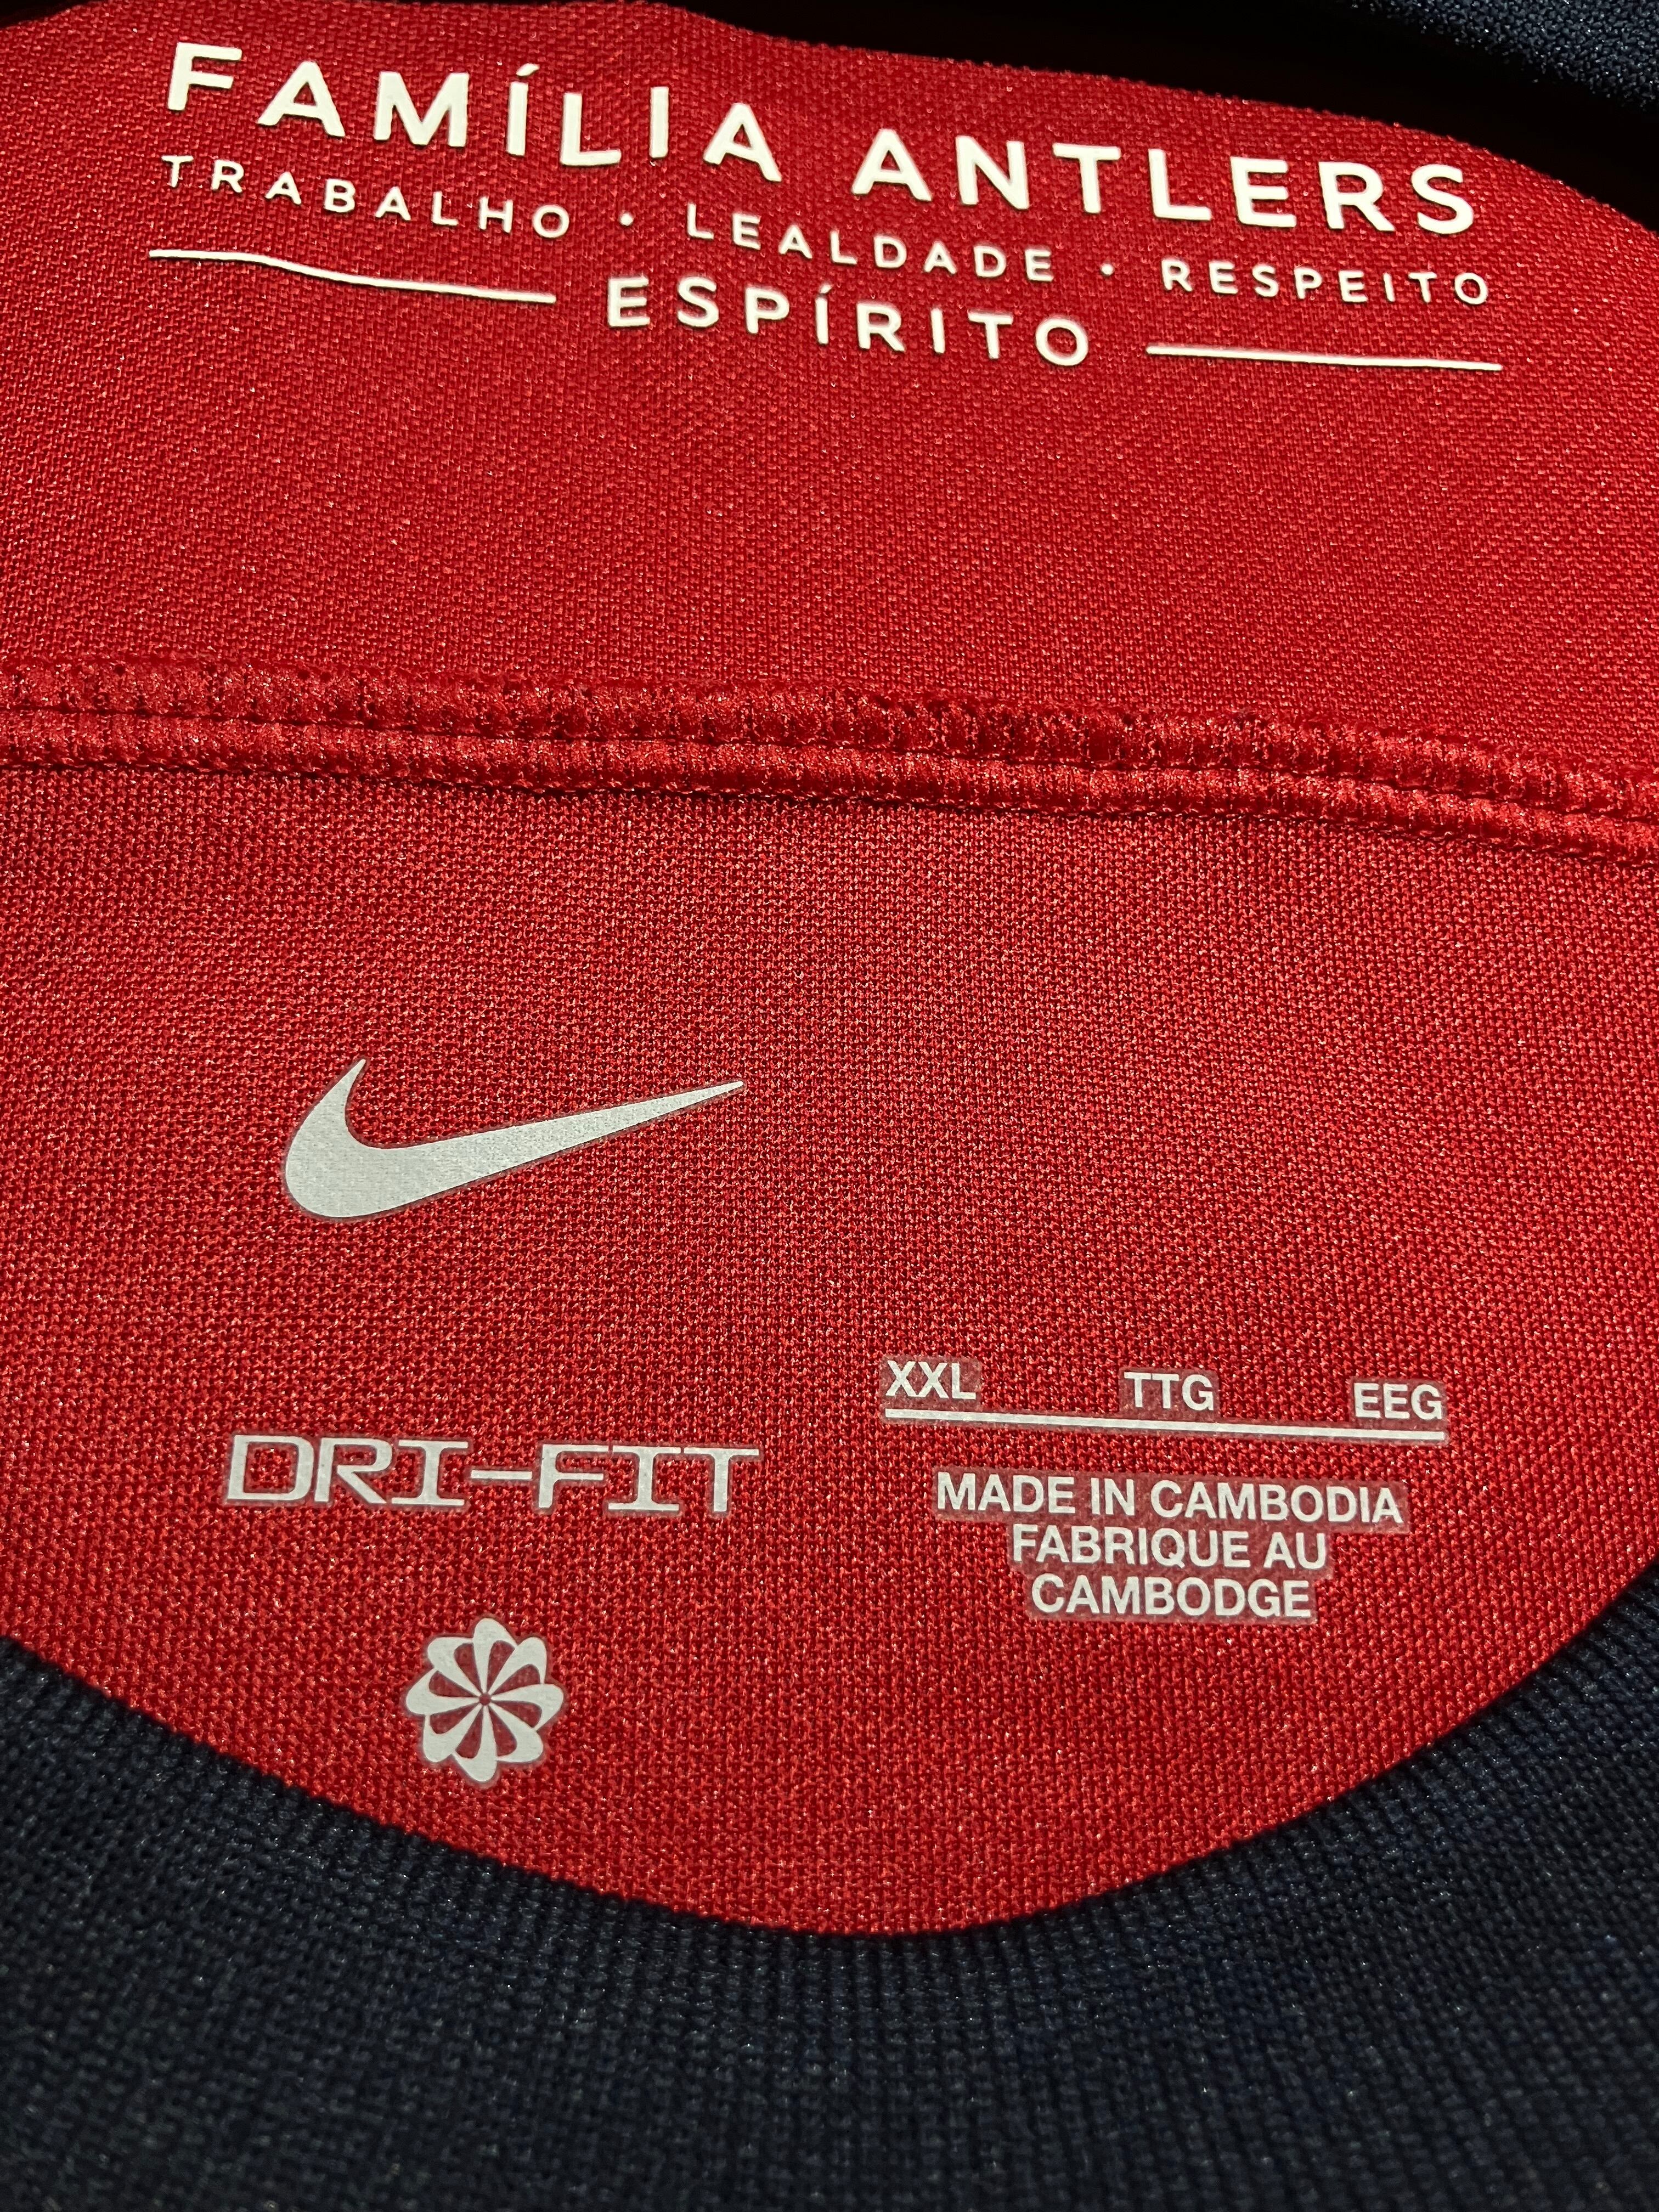 FAMÍLIA ANTLERS
TRABALHO · LEALDADE · RESPEITO
ESPÍRITO
XXL TTG EEG
DRI-FIT
MADE IN CAMBODIA
FABRIQUE AU
CAMBODGE